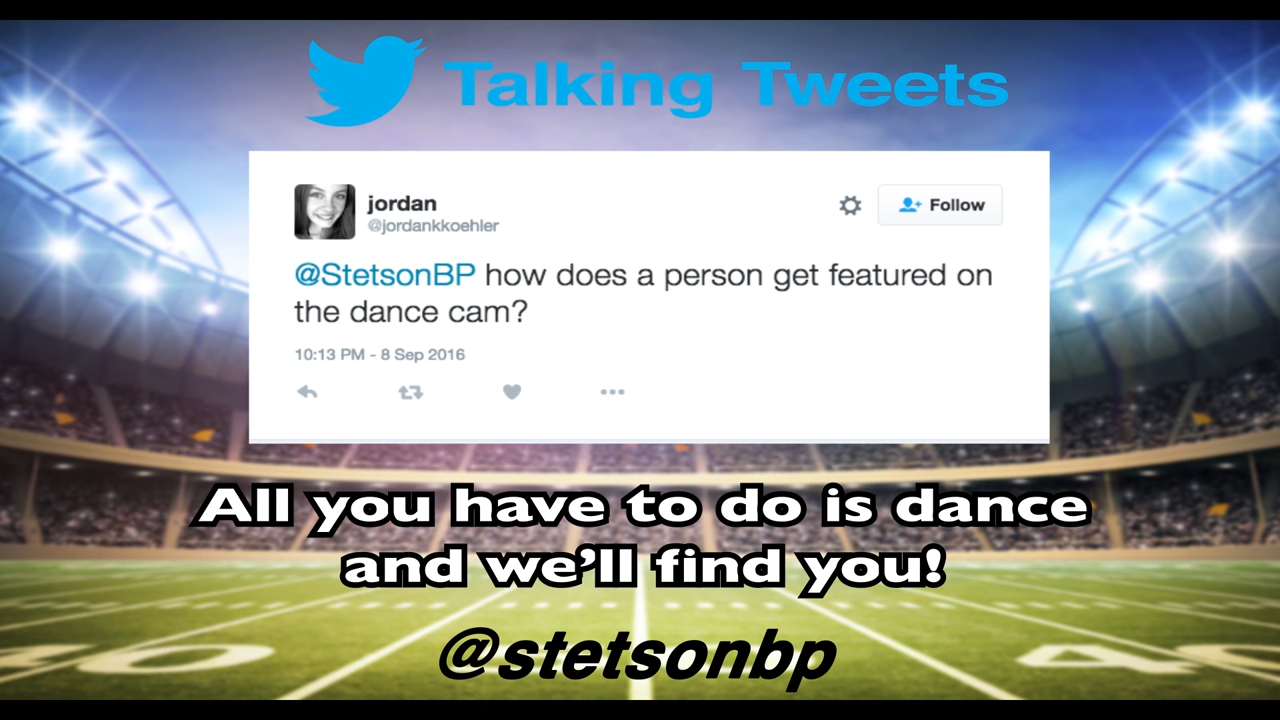 Talking Tweets
jordan
@jordankkoehler
Follow
@StetsonBP how does a person get featured on
the dance cam?
10:13 PM - 8 Sep 2016
All you have to do is dance
and we'll find you!
@stetsonbp